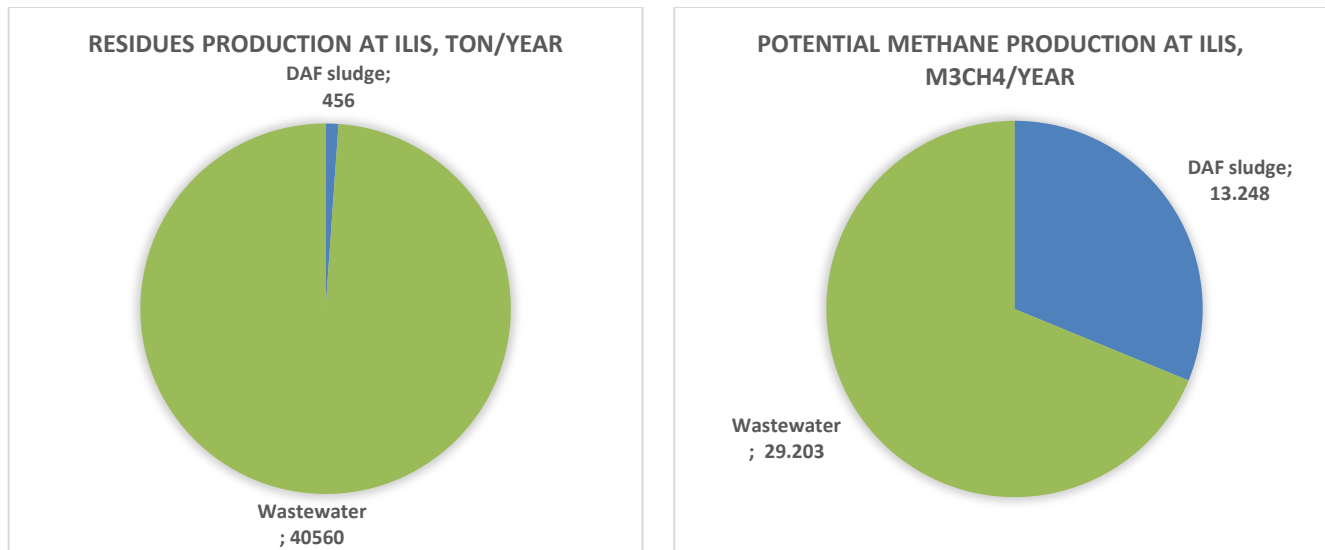 RESIDUES PRODUCTION AT ILIS, TON/YEAR
DAF sludge;
456
Wastewater
; 40560
POTENTIAL METHANE PRODUCTION AT ILIS,
M3CH4/YEAR
DAF sludge;
13.248
Wastewater
; 29.203